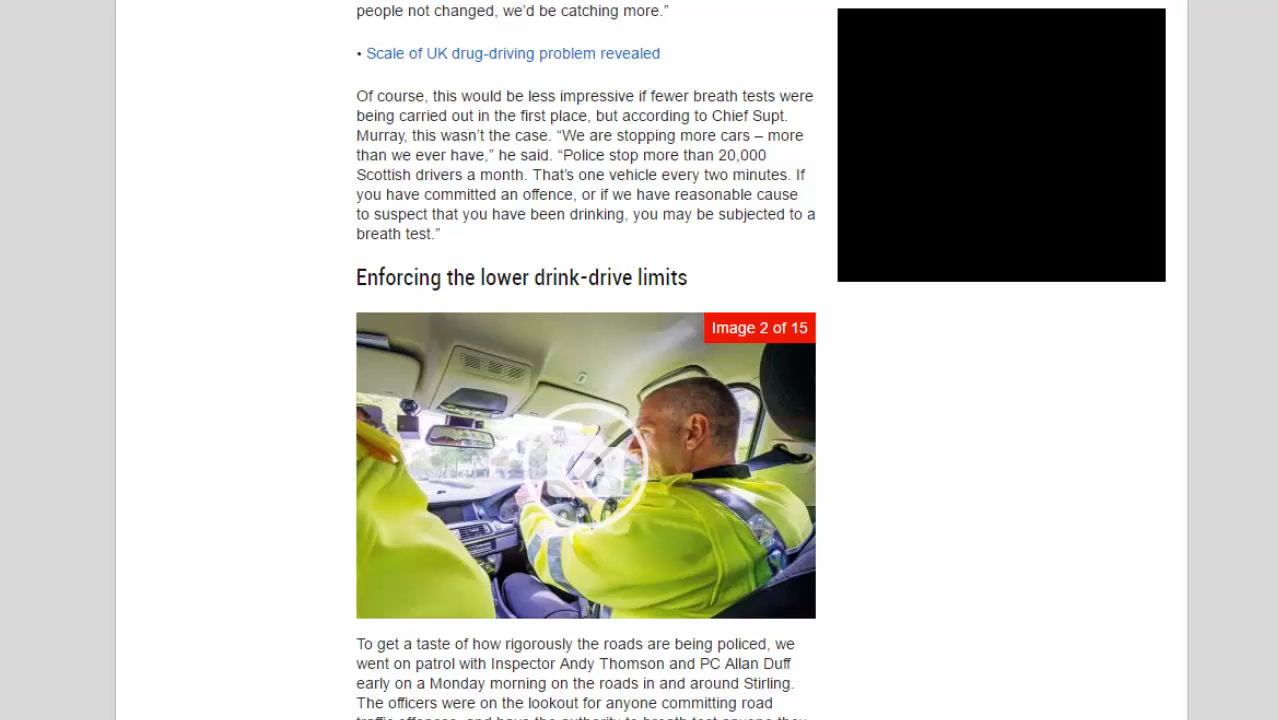 people not changed, we’d be catching more.”
• Scale of UK drug-driving problem revealed
Of course, this would be less impressive if fewer breath tests were
being carried out in the first place, but according to Chief Supt.
Murray, this wasn’t the case. “We are stopping more cars – more
than we ever have,” he said. “Police stop more than 20,000
Scottish drivers a month. That’s one vehicle every two minutes. If
you have committed an offence, or if we have reasonable cause
to suspect that you have been drinking, you may be subjected to a
breath test.”
Enforcing the lower drink-drive limits
Image 2 of 15
To get a taste of how rigorously the roads are being policed, we
went on patrol with Inspector Andy Thomson and PC Allan Duff
early on a Monday morning on the roads in and around Stirling.
The officers were on the lookout for anyone committing road
traffic offences, and have the authority to breath test anyone they